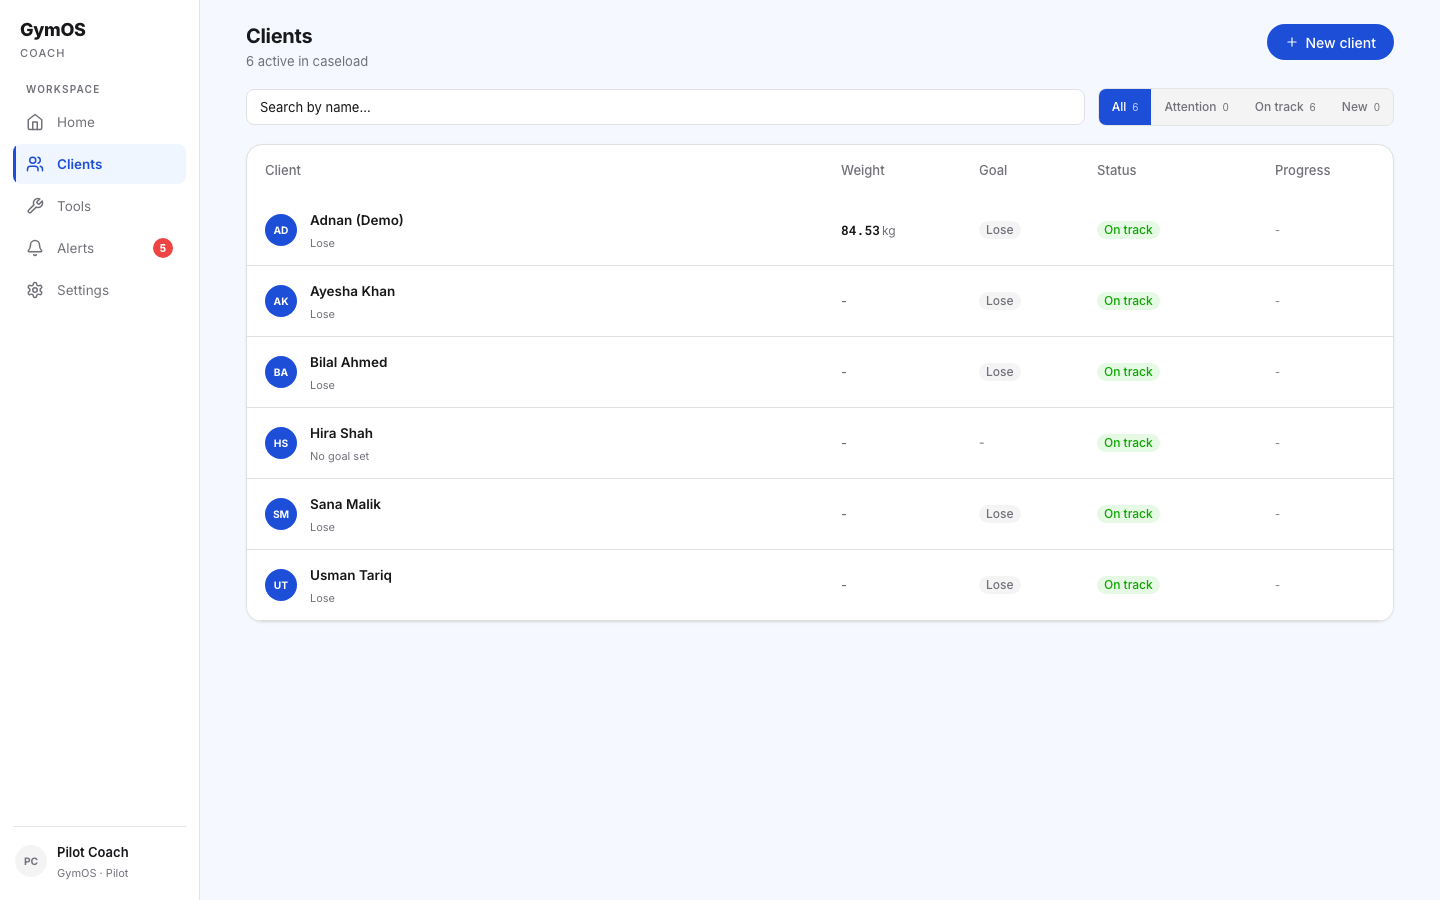 GymOS
COACH
WORKSPACE
Home
Clients
Tools
Alerts 5
Settings
PC Pilot Coach
GymOS · Pilot
Clients
6 active in caseload
+ New client
Search by name...
All 6 Attention 0 On track 6 New 0
Client Weight Goal Status Progress
AD Adnan (Demo) 84.53 kg Lose On track -
Lose
AK Ayesha Khan - Lose On track -
Lose
BA Bilal Ahmed - Lose On track -
Lose
HS Hira Shah - - On track -
No goal set
SM Sana Malik - Lose On track -
Lose
UT Usman Tariq - Lose On track -
Lose